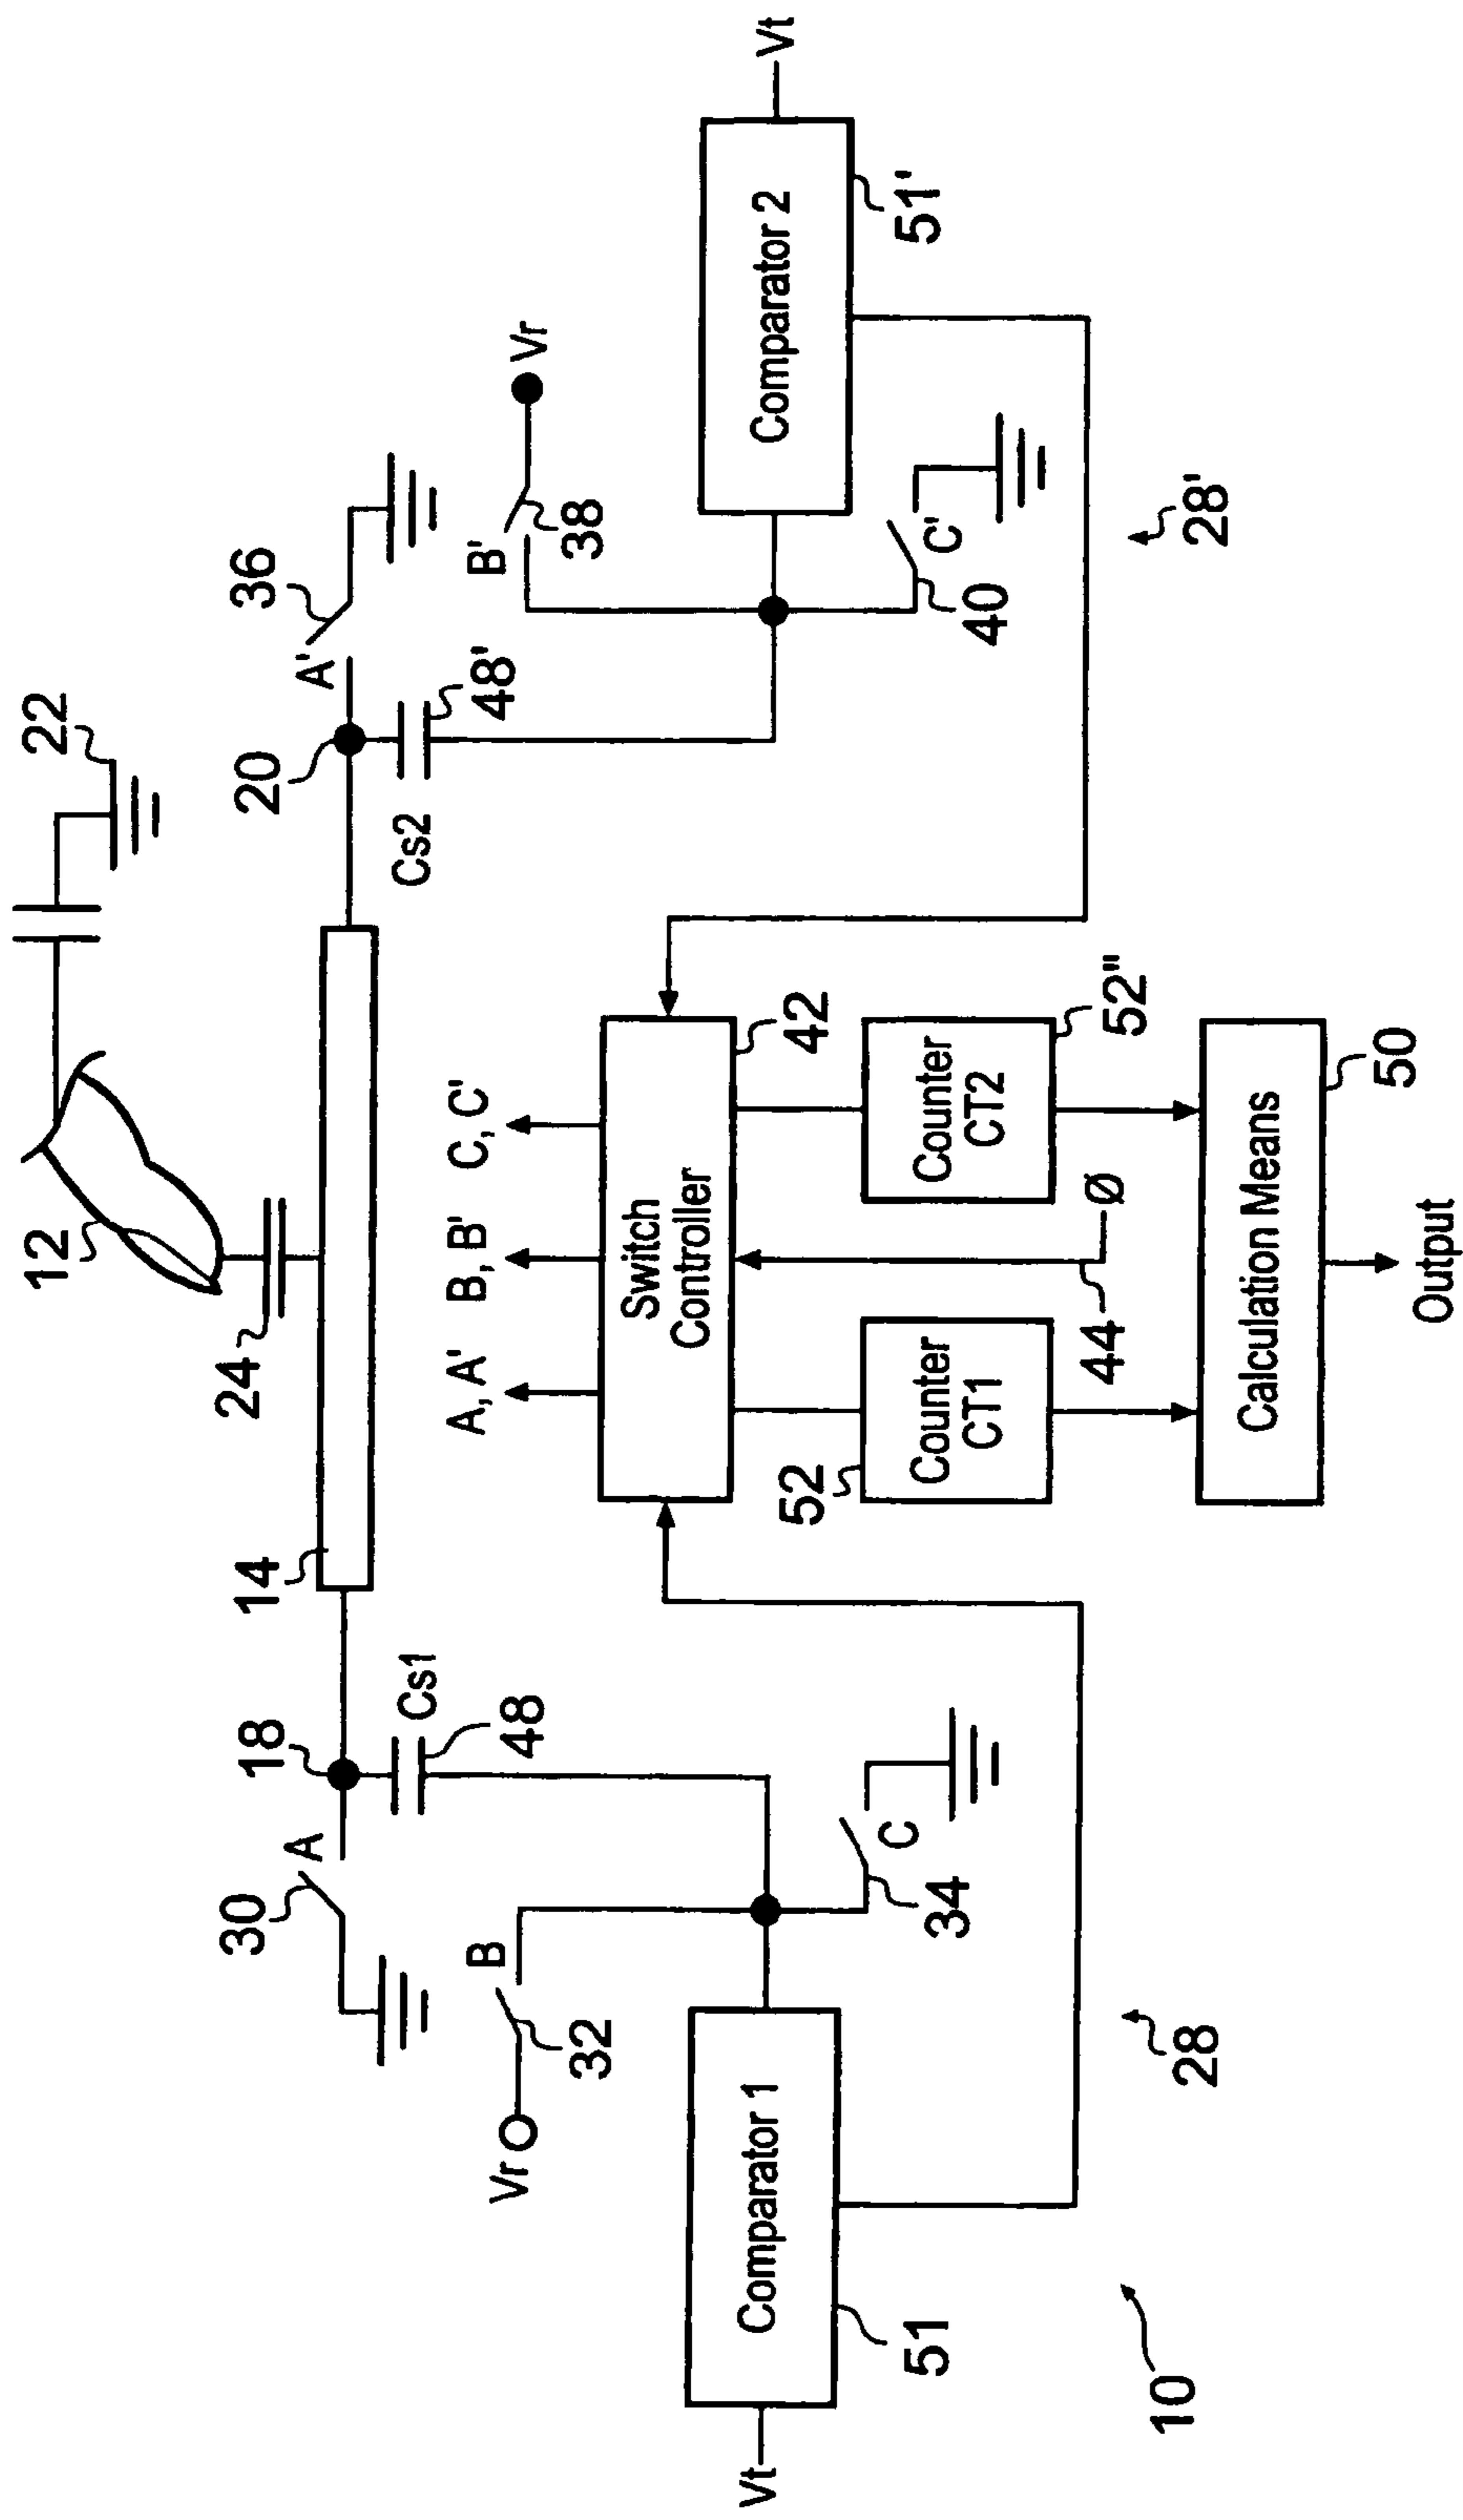 12
22
30
18
14
24
20
36
A
A'
Cs1
Cs2
B
A, A'
B, B'
C, C'
B'
Vr
48
48'
Vr
32
38
Switch
Controller
Vt
Comparator 1
Comparator 2
Vt
52
42
C
C'
51
34
Counter
CT1
Counter
CT2
40
51'
44
Ø
52"
10
28
28'
Calculation Means
50
Output